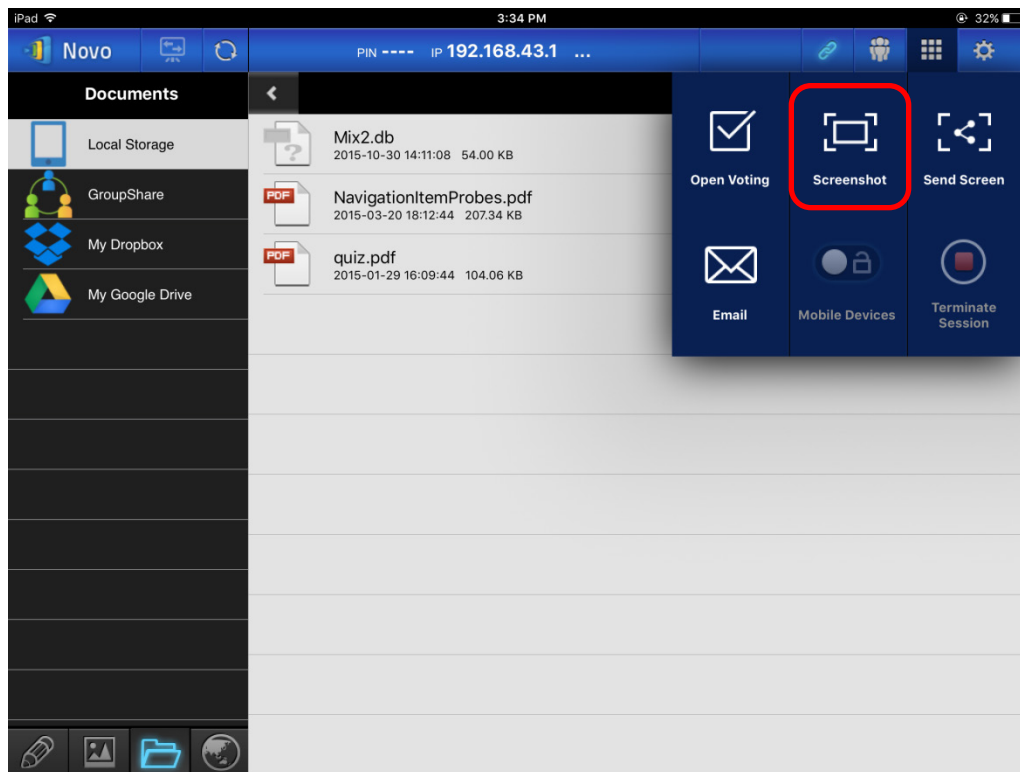 iPad 3:34 PM 32%
Novo PIN ---- IP 192.168.43.1 ...
Documents
Local Storage
GroupShare
My Dropbox
My Google Drive
Mix2.db
2015-10-30 14:11:08 54.00 KB
PDF NavigationItemProbes.pdf
2015-03-20 18:12:44 207.34 KB
PDF quiz.pdf
2015-01-29 16:09:44 104.06 KB
Open Voting Screenshot Send Screen
Email Mobile Devices Terminate
Session